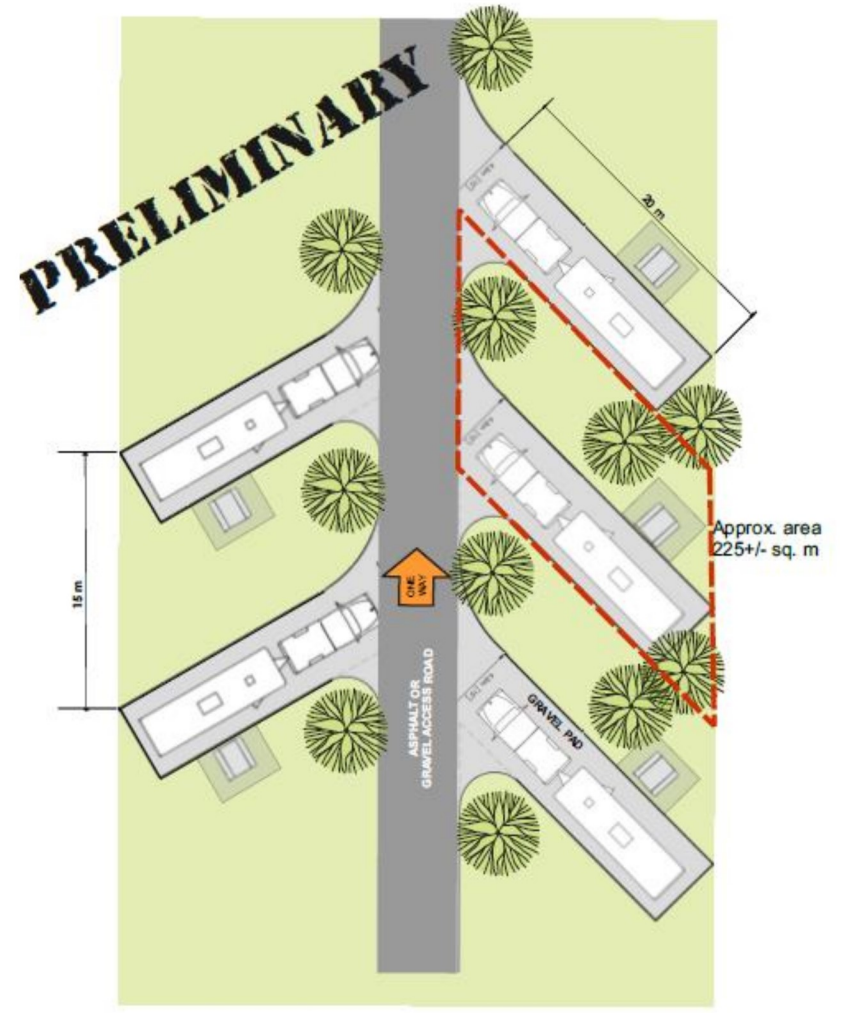 PRELIMINARY
20 m
Approx. area
225+/- sq. m
15 m
ONE
WAY
ASPHALT OR
GRAVEL ACCESS ROAD
GRAVEL PAD